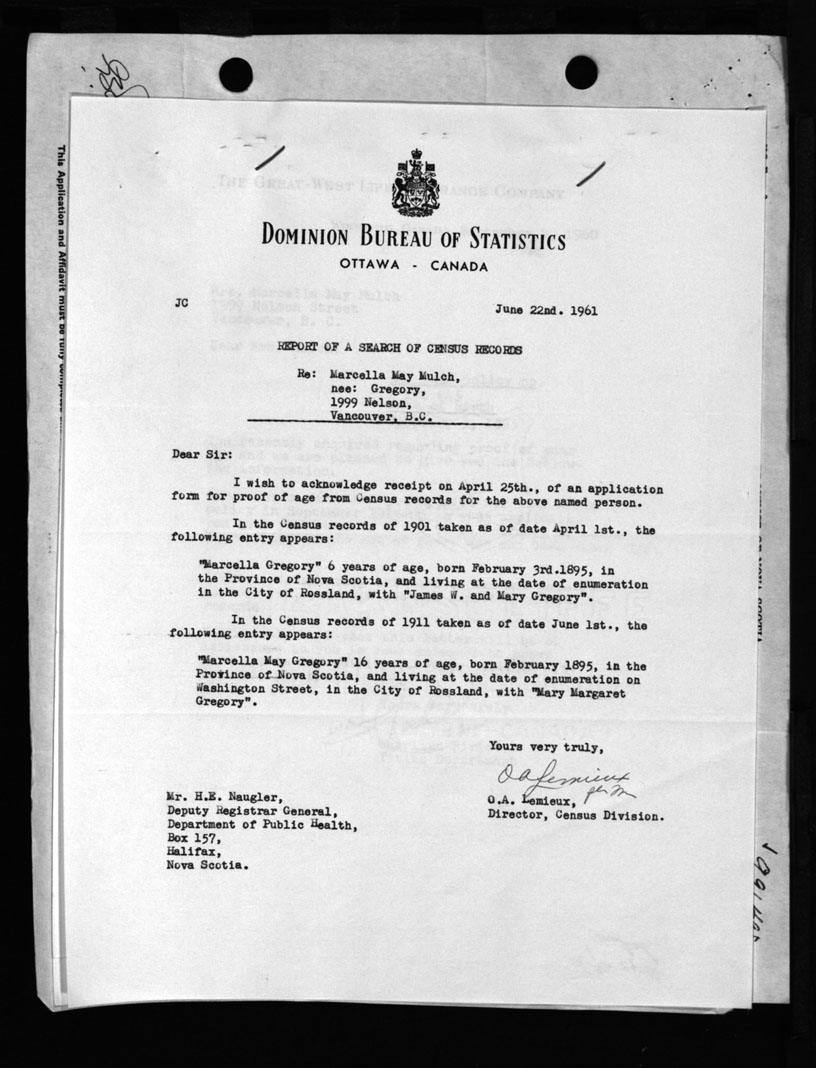 THE GREAT-WEST LIFE ASSURANCE COMPANY
DOMINION BUREAU OF STATISTICS
OTTAWA - CANADA
JC
June 22nd. 1961
REPORT OF A SEARCH OF CENSUS RECORDS
Re: Marcella May Mulch,
nee: Gregory,
1999 Nelson,
Vancouver, B.C.
Dear Sir:
I wish to acknowledge receipt on April 25th., of an application
form for proof of age from Census records for the above named person.
In the Census records of 1901 taken as of date April 1st., the
following entry appears:
"Marcella Gregory" 6 years of age, born February 3rd.1895, in
the Province of Nova Scotia, and living at the date of enumeration
in the City of Rossland, with "James W. and Mary Gregory".
In the Census records of 1911 taken as of date June 1st., the
following entry appears:
"Marcella May Gregory" 16 years of age, born February 1895, in the
Province of Nova Scotia, and living at the date of enumeration on
Washington Street, in the City of Rossland, with "Mary Margaret
Gregory".
Yours very truly,
O A Lemieux
O.A. Lemieux,
Director, Census Division.
Mr. H.E. Naugler,
Deputy Registrar General,
Department of Public Health,
Box 157,
Halifax,
Nova Scotia.
This Application and Affidavit must be fully